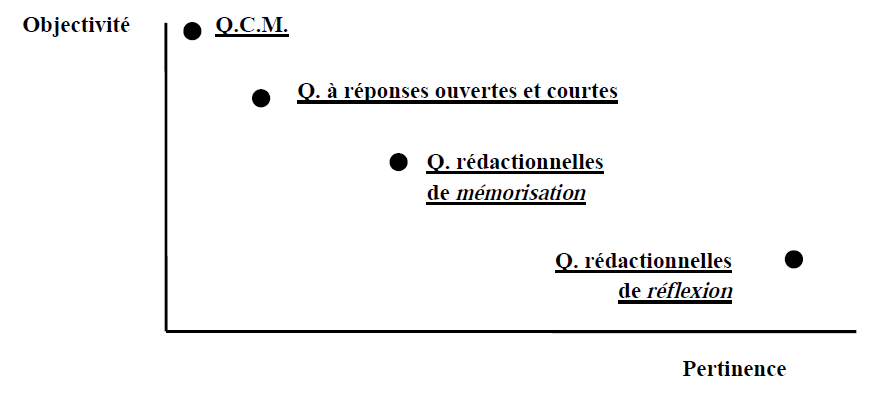 Objectivité
Q.C.M.
Q. à réponses ouvertes et courtes
Q. rédactionnelles
de mémorisation
Q. rédactionnelles
de réflexion
Pertinence